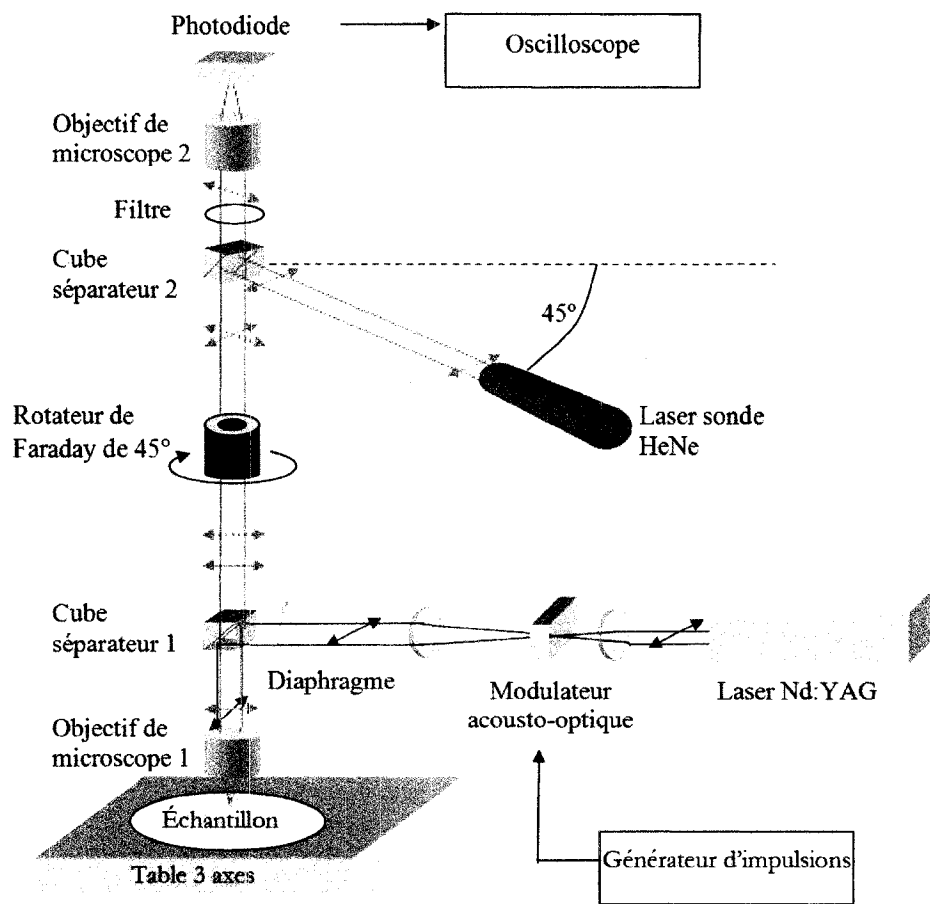 Photodiode
Oscilloscope
Objectif de
microscope 2
Filtre
Cube
séparateur 2
45°
Rotateur de
Faraday de 45°
Laser sonde
HeNe
Cube
séparateur 1
Diaphragme
Modulateur
acousto-optique
Laser Nd:YAG
Objectif de
microscope 1
Échantillon
Générateur d'impulsions
Table 3 axes